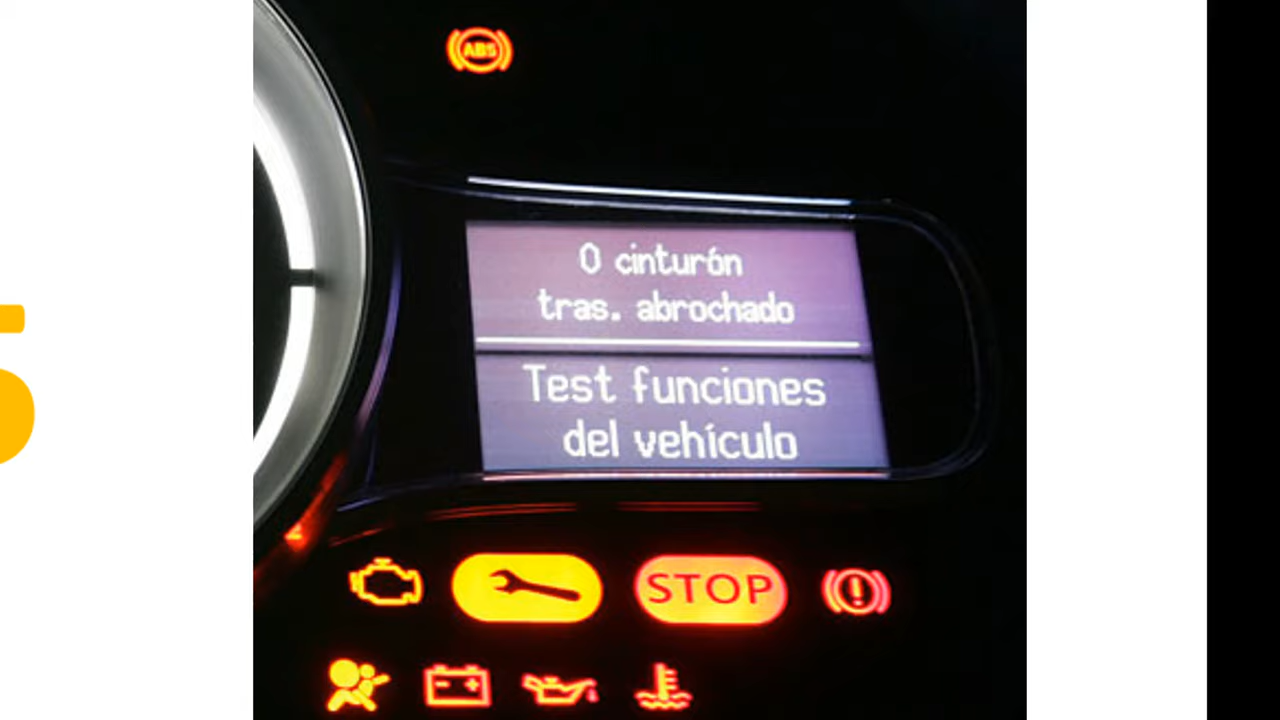 ABS
0 cinturón
tras. abrochado
Test funciones
del vehículo
STOP